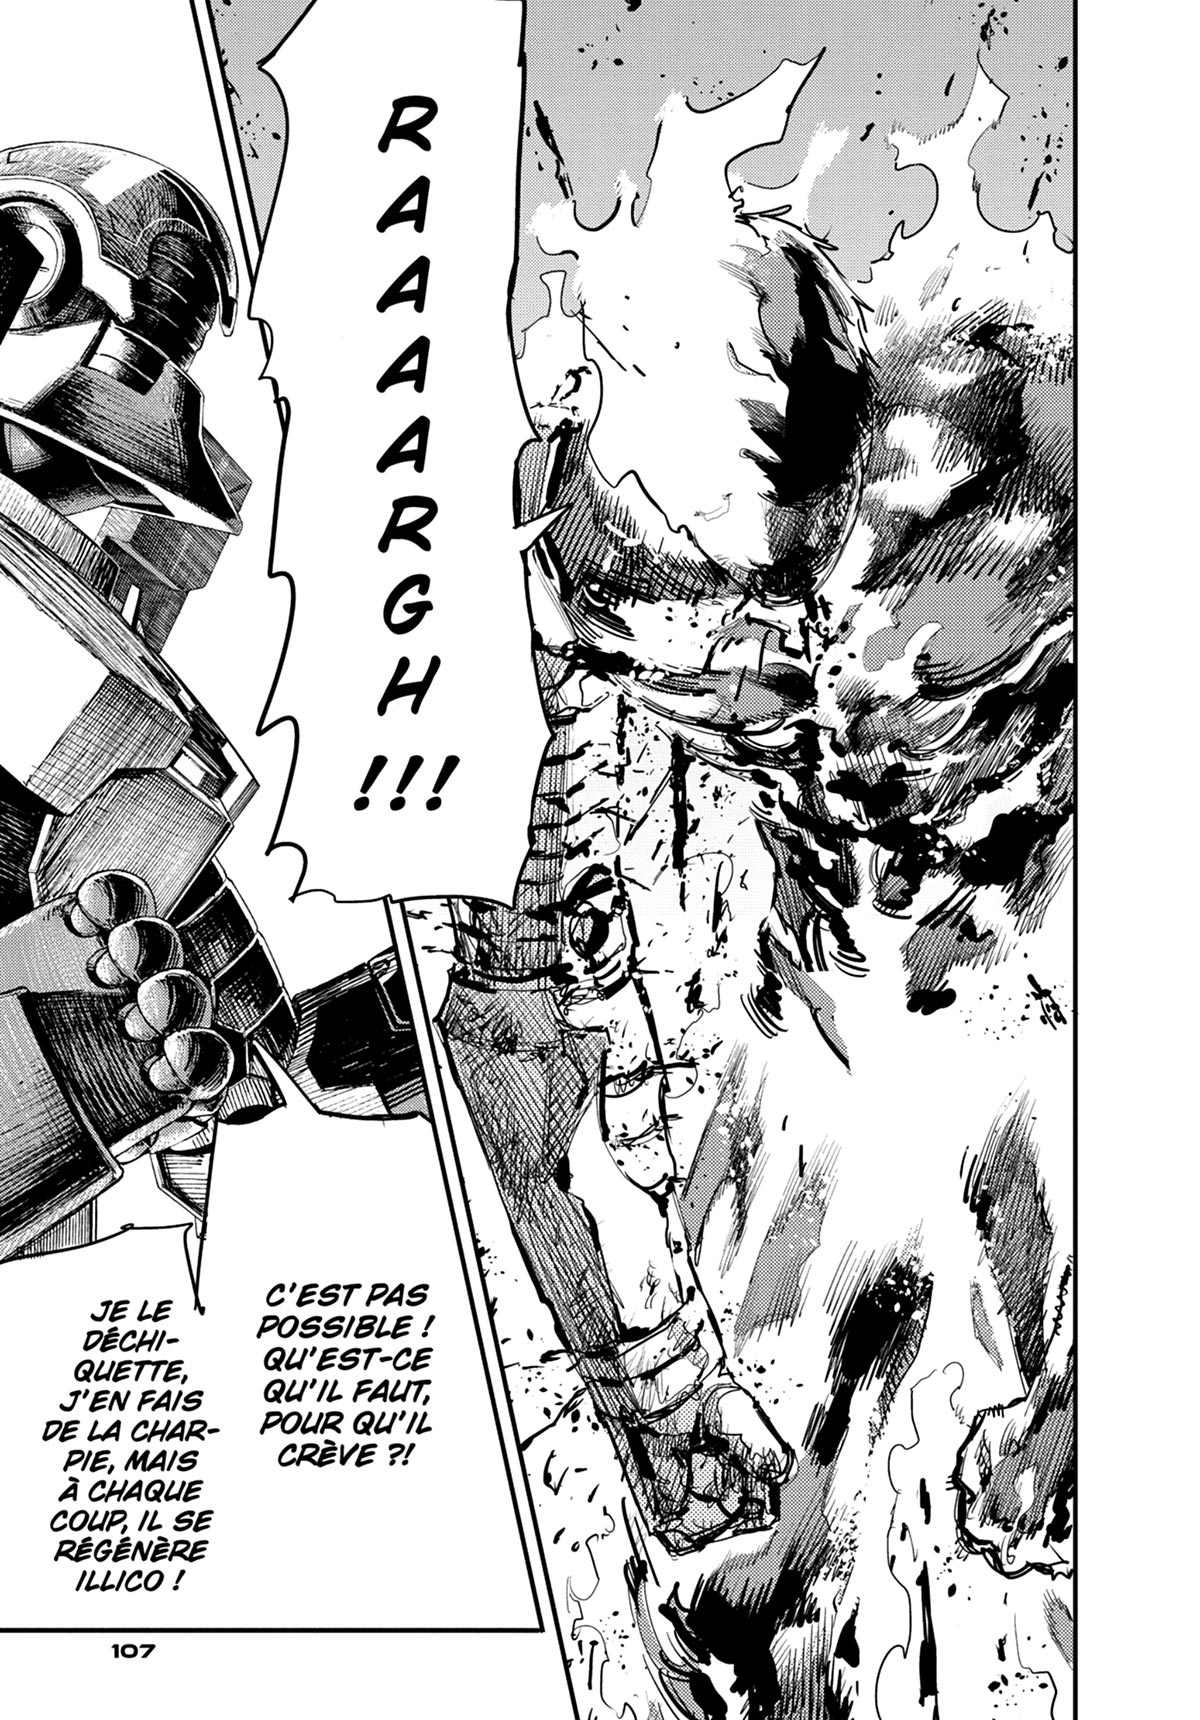 RAAAARGH !!!
C'EST PAS
POSSIBLE !
QU'EST-CE
QU'IL FAUT,
POUR QU'IL
CRÈVE ?!
JE LE
DÉCHI-
QUETTE,
J'EN FAIS
DE LA CHAR-
PIE, MAIS
À CHAQUE
COUP, IL SE
RÉGÉNÈRE
ILLICO !
107